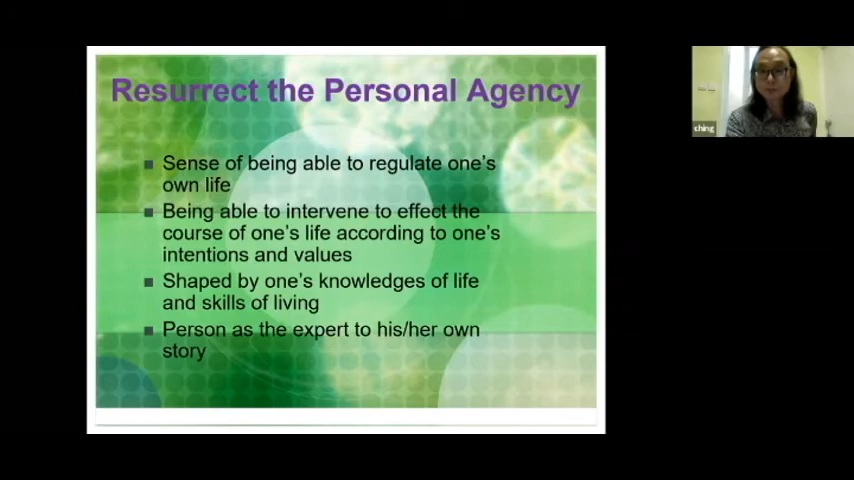 Resurrect the Personal Agency
Sense of being able to regulate one's
own life
Being able to intervene to effect the
course of one's life according to one's
intentions and values
Shaped by one's knowledges of life
and skills of living
Person as the expert to his/her own
story
ching